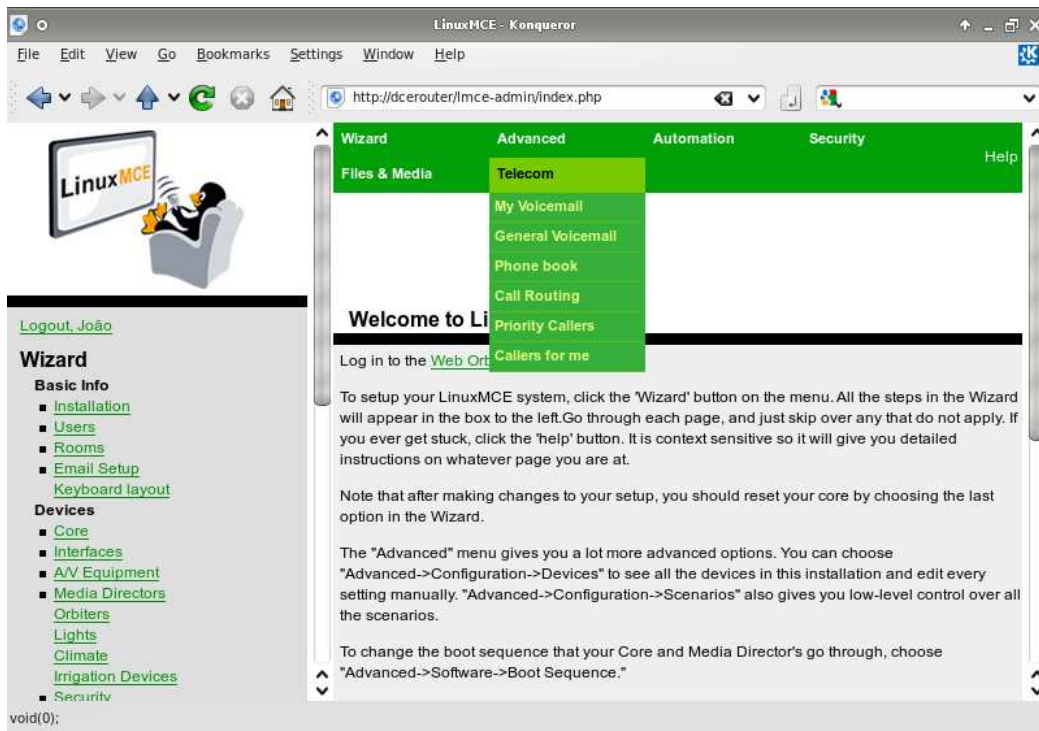 LinuxMCE - Konqueror
File Edit View Go Bookmarks Settings Window Help
http://dcerouter/lmce-admin/index.php
LinuxMCE
Logout, João
Wizard
Basic Info
Installation
Users
Rooms
Email Setup
Keyboard layout
Devices
Core
Interfaces
A/V Equipment
Media Directors
Orbiters
Lights
Climate
Irrigation Devices
Security
Wizard Advanced Automation Security
Help
Files & Media Telecom
My Voicemail
General Voicemail
Phone book
Call Routing
Priority Callers
Callers for me
Welcome to Li
Log in to the Web Orb
To setup your LinuxMCE system, click the 'Wizard' button on the menu. All the steps in the Wizard
will appear in the box to the left.Go through each page, and just skip over any that do not apply. If
you ever get stuck, click the 'help' button. It is context sensitive so it will give you detailed
instructions on whatever page you are at.
Note that after making changes to your setup, you should reset your core by choosing the last
option in the Wizard.
The "Advanced" menu gives you a lot more advanced options. You can choose
"Advanced->Configuration->Devices" to see all the devices in this installation and edit every
setting manually. "Advanced->Configuration->Scenarios" also gives you low-level control over all
the scenarios.
To change the boot sequence that your Core and Media Director's go through, choose
"Advanced->Software->Boot Sequence."
void(0);